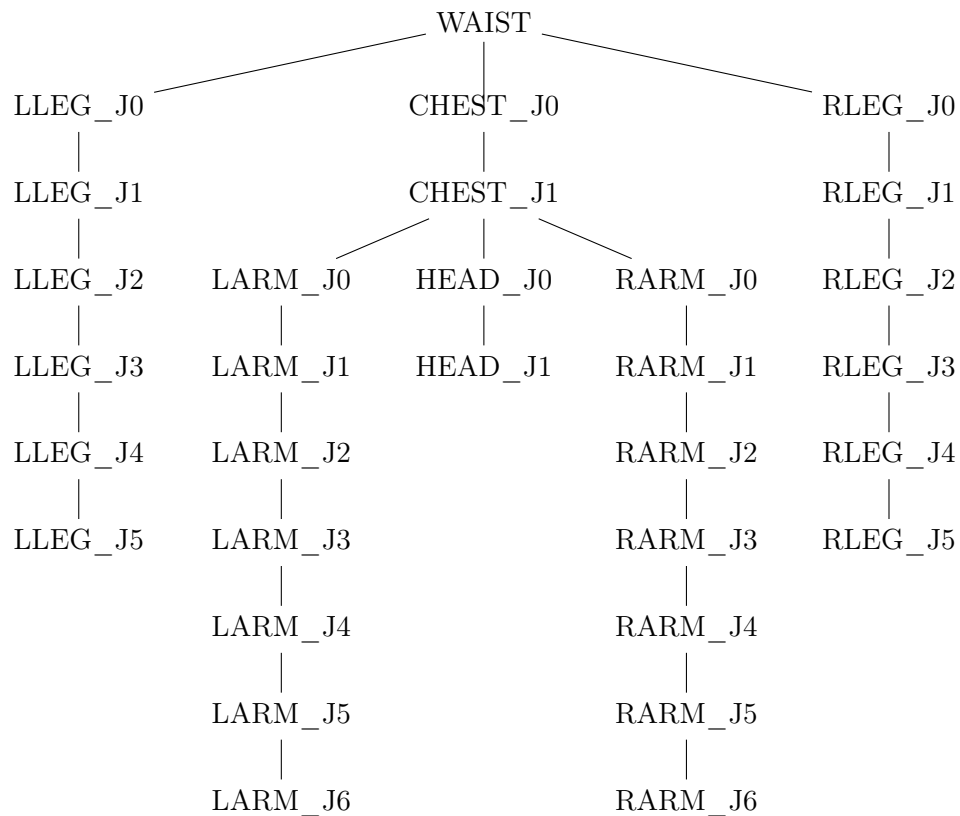 WAIST
LLEG_J0 CHEST_J0 RLEG_J0
LLEG_J1 CHEST_J1 RLEG_J1
LLEG_J2 LARM_J0 HEAD_J0 RARM_J0 RLEG_J2
LLEG_J3 LARM_J1 HEAD_J1 RARM_J1 RLEG_J3
LLEG_J4 LARM_J2 RARM_J2 RLEG_J4
LLEG_J5 LARM_J3 RARM_J3 RLEG_J5
LARM_J4 RARM_J4
LARM_J5 RARM_J5
LARM_J6 RARM_J6